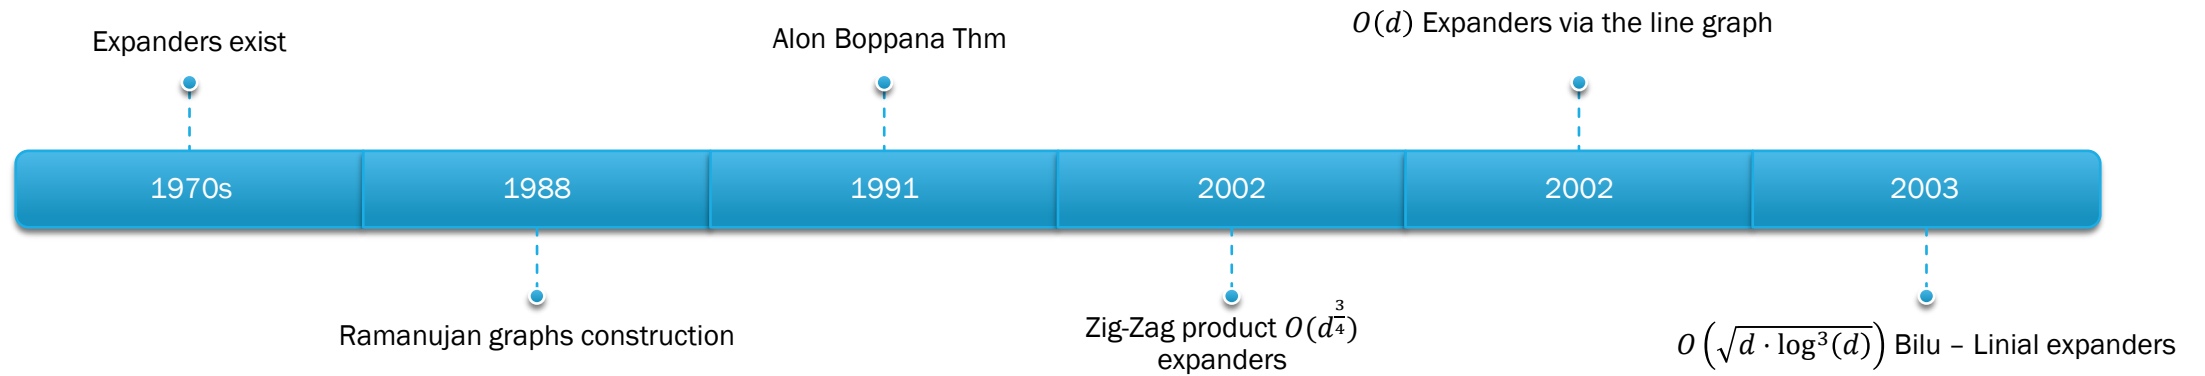 Expanders exist
Alon Boppana Thm
O(d) Expanders via the line graph
1970s
1988
1991
2002
2002
2003
Ramanujan graphs construction
Zig-Zag product O(d^{3/4})
expanders
O(√(d · log³(d))) Bilu – Linial expanders